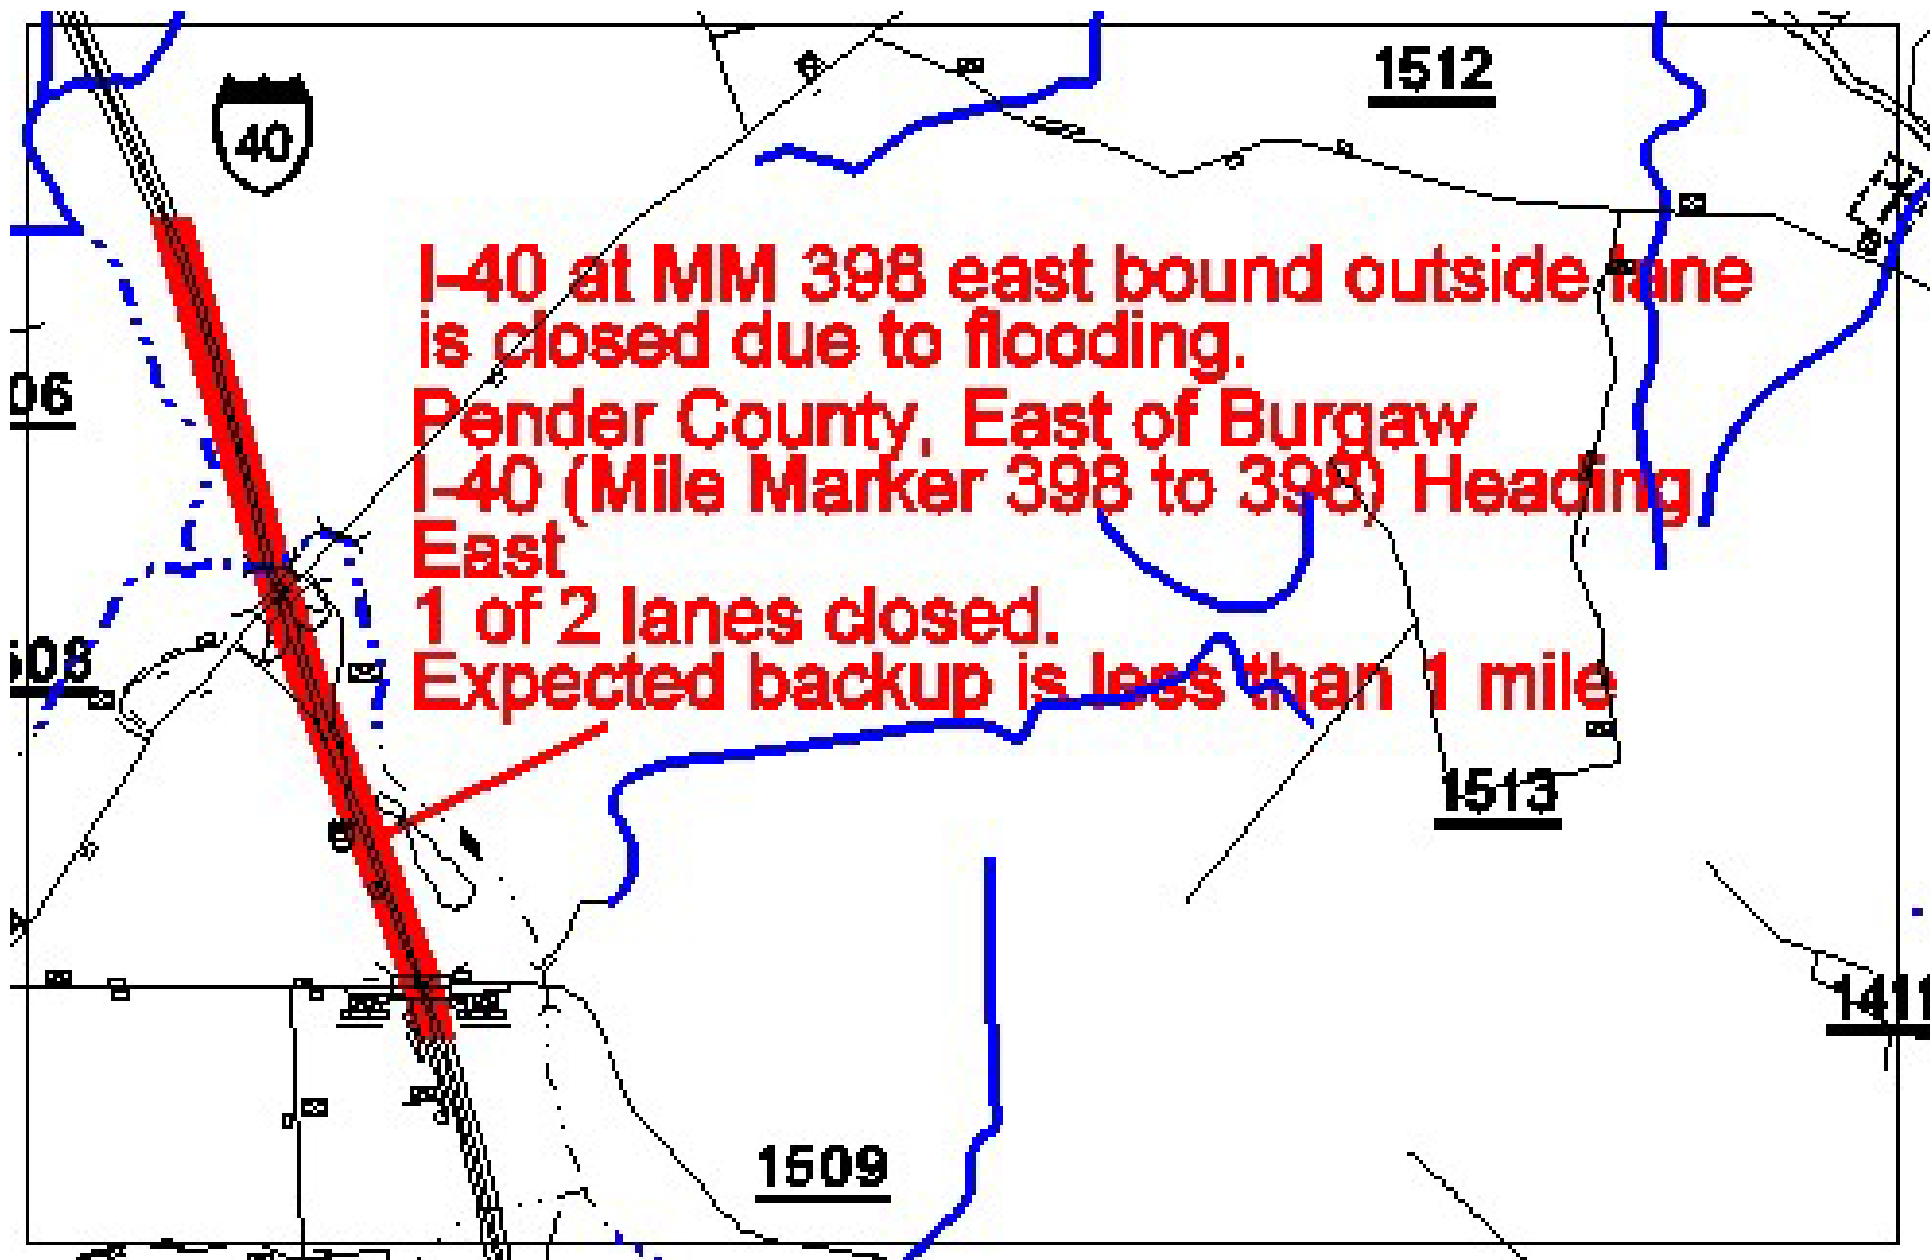 1512
40
I-40 at MM 398 east bound outside lane
is closed due to flooding.
06
Pender County, East of Burgaw
I-40 (Mile Marker 398 to 398) Heading
East
1 of 2 lanes closed.
508
Expected backup is less than 1 mile
1513
1411
1509